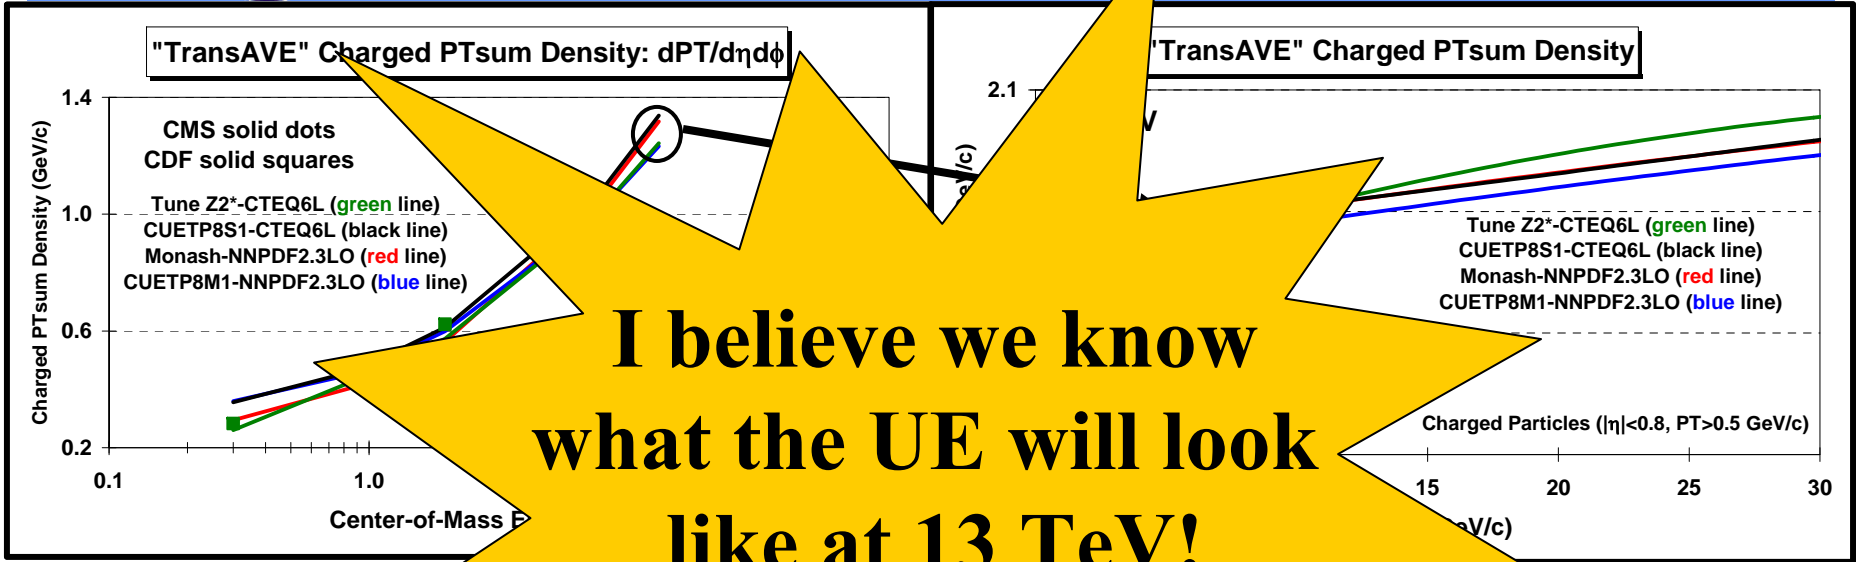 "TransAVE" Charged PTsum Density: dPT/dηdϕ
1.4
1.0
0.6
0.2
0.1
1.0
Charged PTsum Density (GeV/c)
CMS solid dots
CDF solid squares
Tune Z2*-CTEQ6L (green line)
CUETP8S1-CTEQ6L (black line)
Monash-NNPDF2.3LO (red line)
CUETP8M1-NNPDF2.3LO (blue line)
Center-of-Mass
"TransAVE" Charged PTsum Density
2.1
Tune Z2*-CTEQ6L (green line)
CUETP8S1-CTEQ6L (black line)
Monash-NNPDF2.3LO (red line)
CUETP8M1-NNPDF2.3LO (blue line)
Charged Particles (|η|<0.8, PT>0.5 GeV/c)
15
20
25
30
I believe we know
what the UE will look
like at 13 TeV!